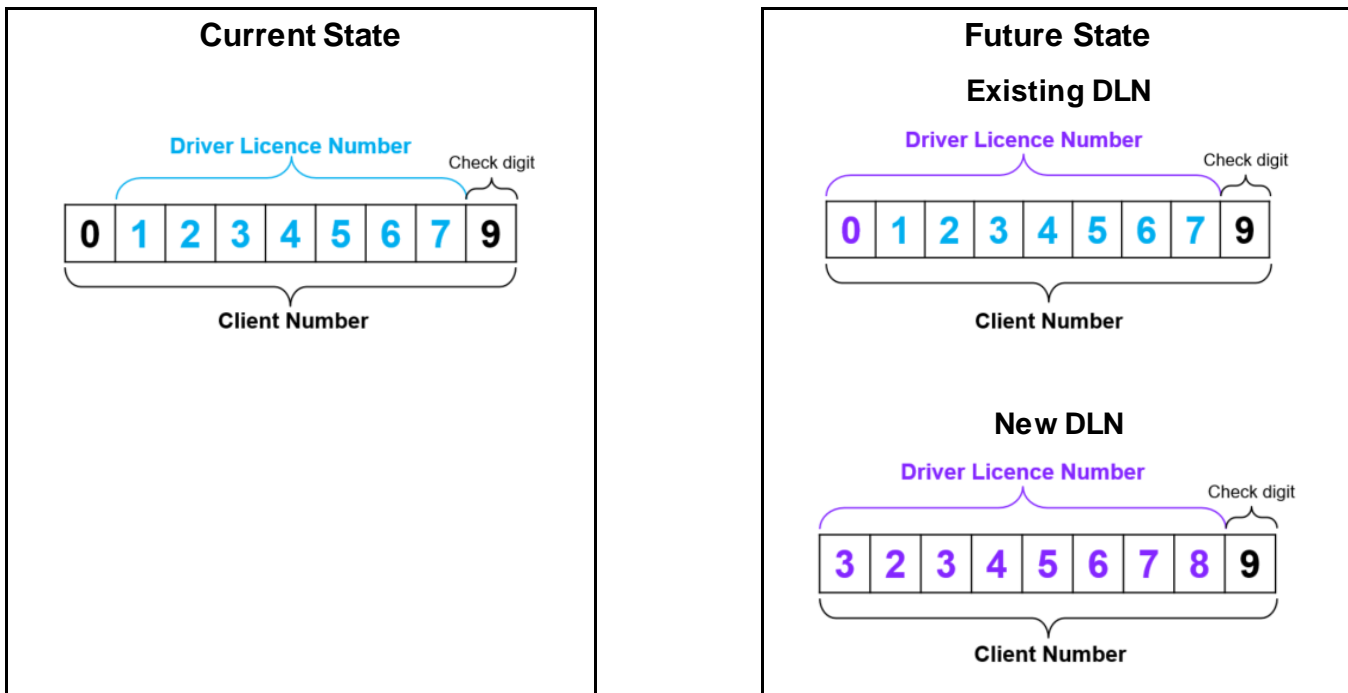 Current State
Driver Licence Number
Check digit
0 1 2 3 4 5 6 7 9
Client Number
Future State
Existing DLN
Driver Licence Number
Check digit
0 1 2 3 4 5 6 7 9
Client Number
New DLN
Driver Licence Number
Check digit
3 2 3 4 5 6 7 8 9
Client Number